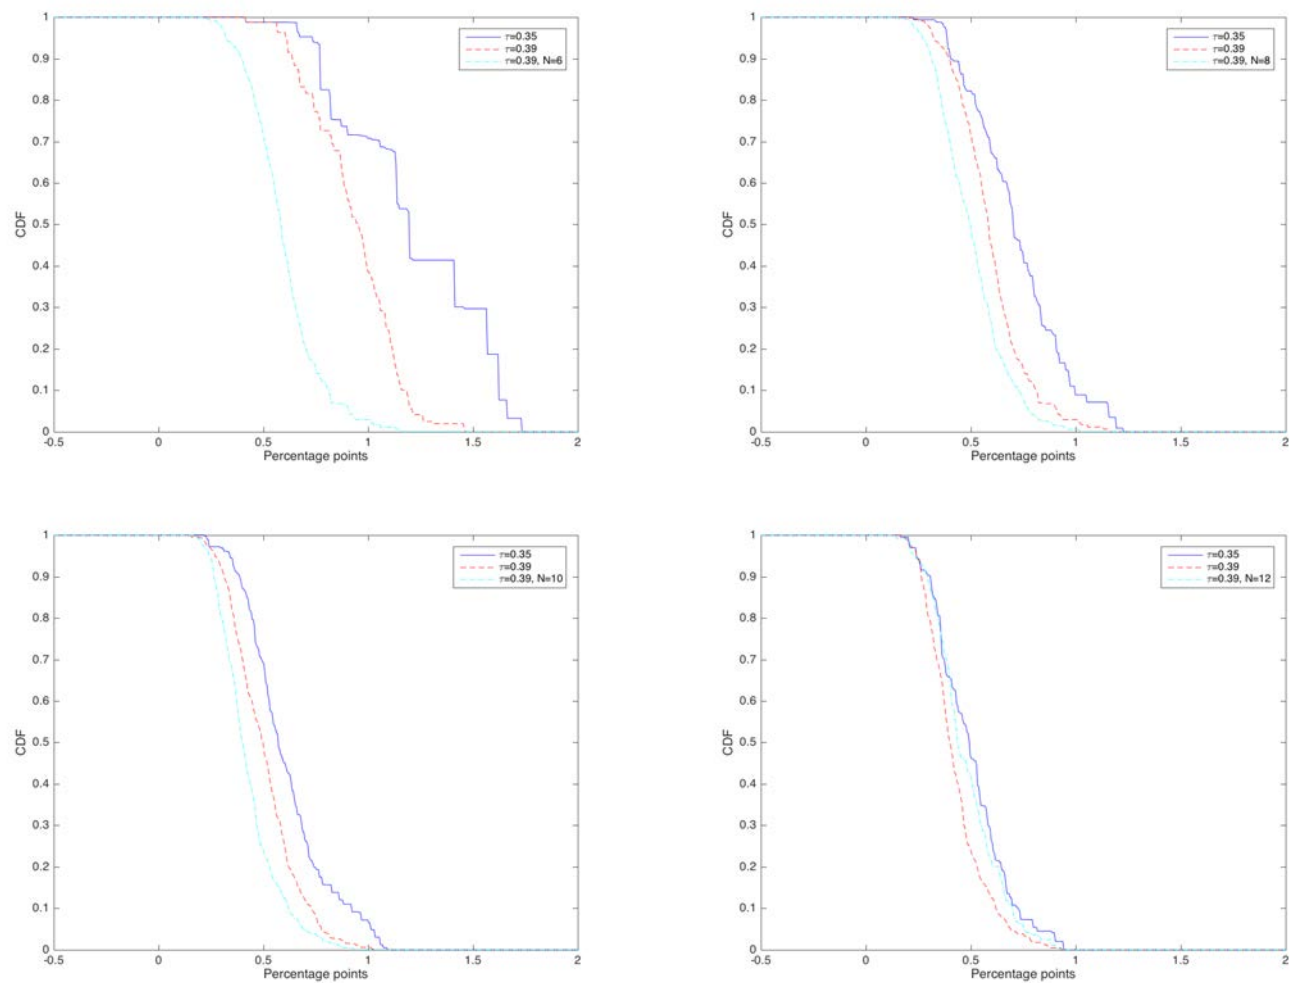 1
0.9
0.8
0.7
0.6
0.5
0.4
0.3
0.2
0.1
0
CDF
-0.5 0 0.5 1 1.5 2
Percentage points
τ=0.35
τ=0.39
τ=0.39, N=6
1
0.9
0.8
0.7
0.6
0.5
0.4
0.3
0.2
0.1
0
CDF
-0.5 0 0.5 1 1.5 2
Percentage points
τ=0.35
τ=0.39
τ=0.39, N=8
1
0.9
0.8
0.7
0.6
0.5
0.4
0.3
0.2
0.1
0
CDF
-0.5 0 0.5 1 1.5 2
Percentage points
τ=0.35
τ=0.39
τ=0.39, N=10
1
0.9
0.8
0.7
0.6
0.5
0.4
0.3
0.2
0.1
0
CDF
-0.5 0 0.5 1 1.5 2
Percentage points
τ=0.35
τ=0.39
τ=0.39, N=12